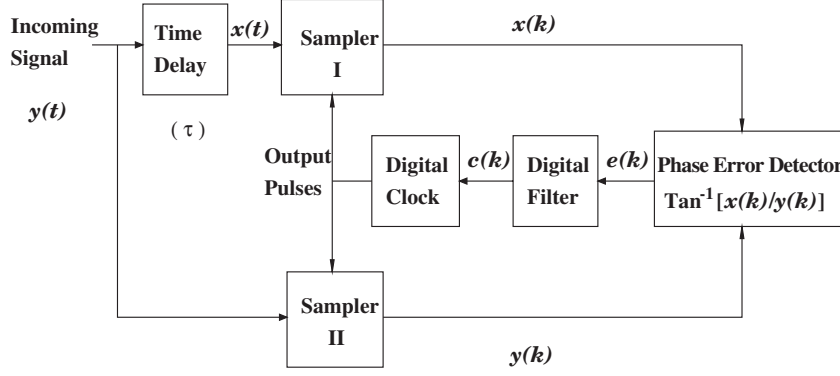 Incoming
Signal
y(t)
Time
Delay
( τ )
x(t)
Sampler
I
x(k)
Output
Pulses
Digital
Clock
c(k)
Digital
Filter
e(k)
Phase Error Detector
Tan⁻¹[x(k)/y(k)]
Sampler
II
y(k)